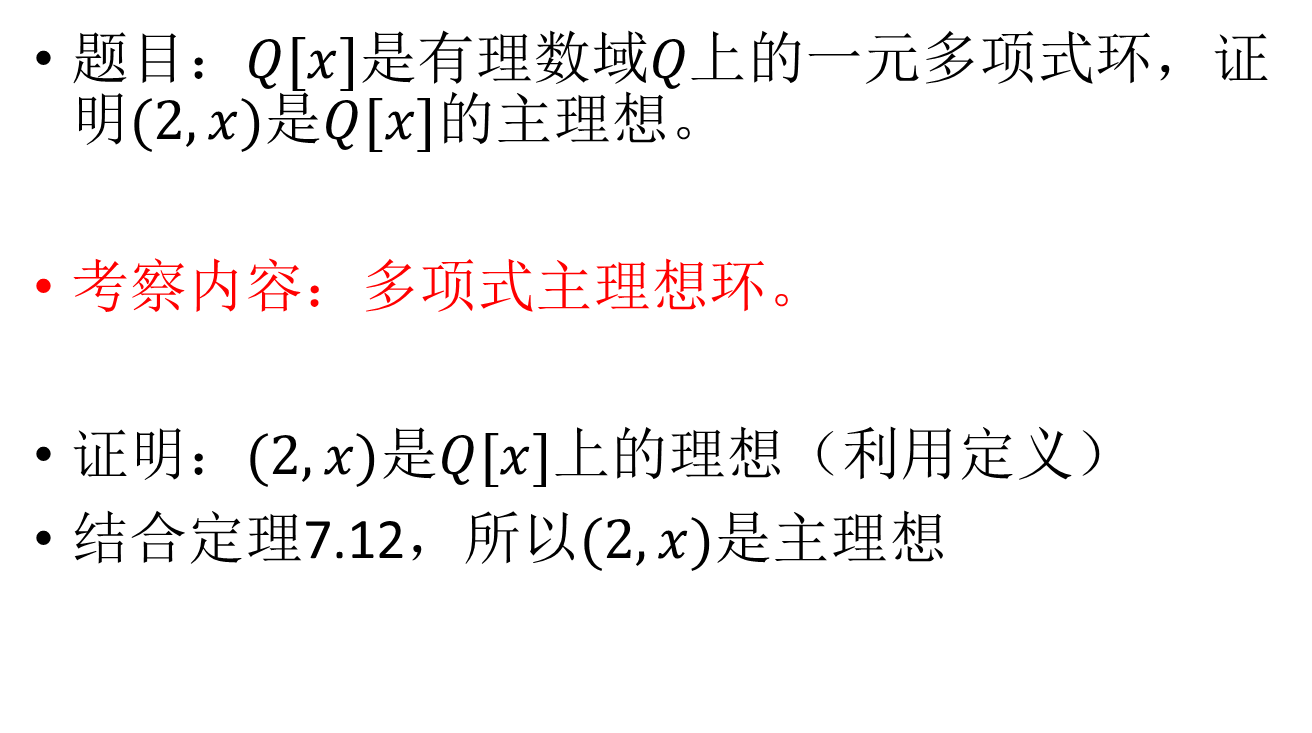 • 题目：𝑄[𝑥]是有理数域𝑄上的一元多项式环，证
明(2, 𝑥)是𝑄[𝑥]的主理想。
• 考察内容：多项式主理想环。
• 证明：(2, 𝑥)是𝑄[𝑥]上的理想（利用定义）
• 结合定理7.12，所以(2, 𝑥)是主理想